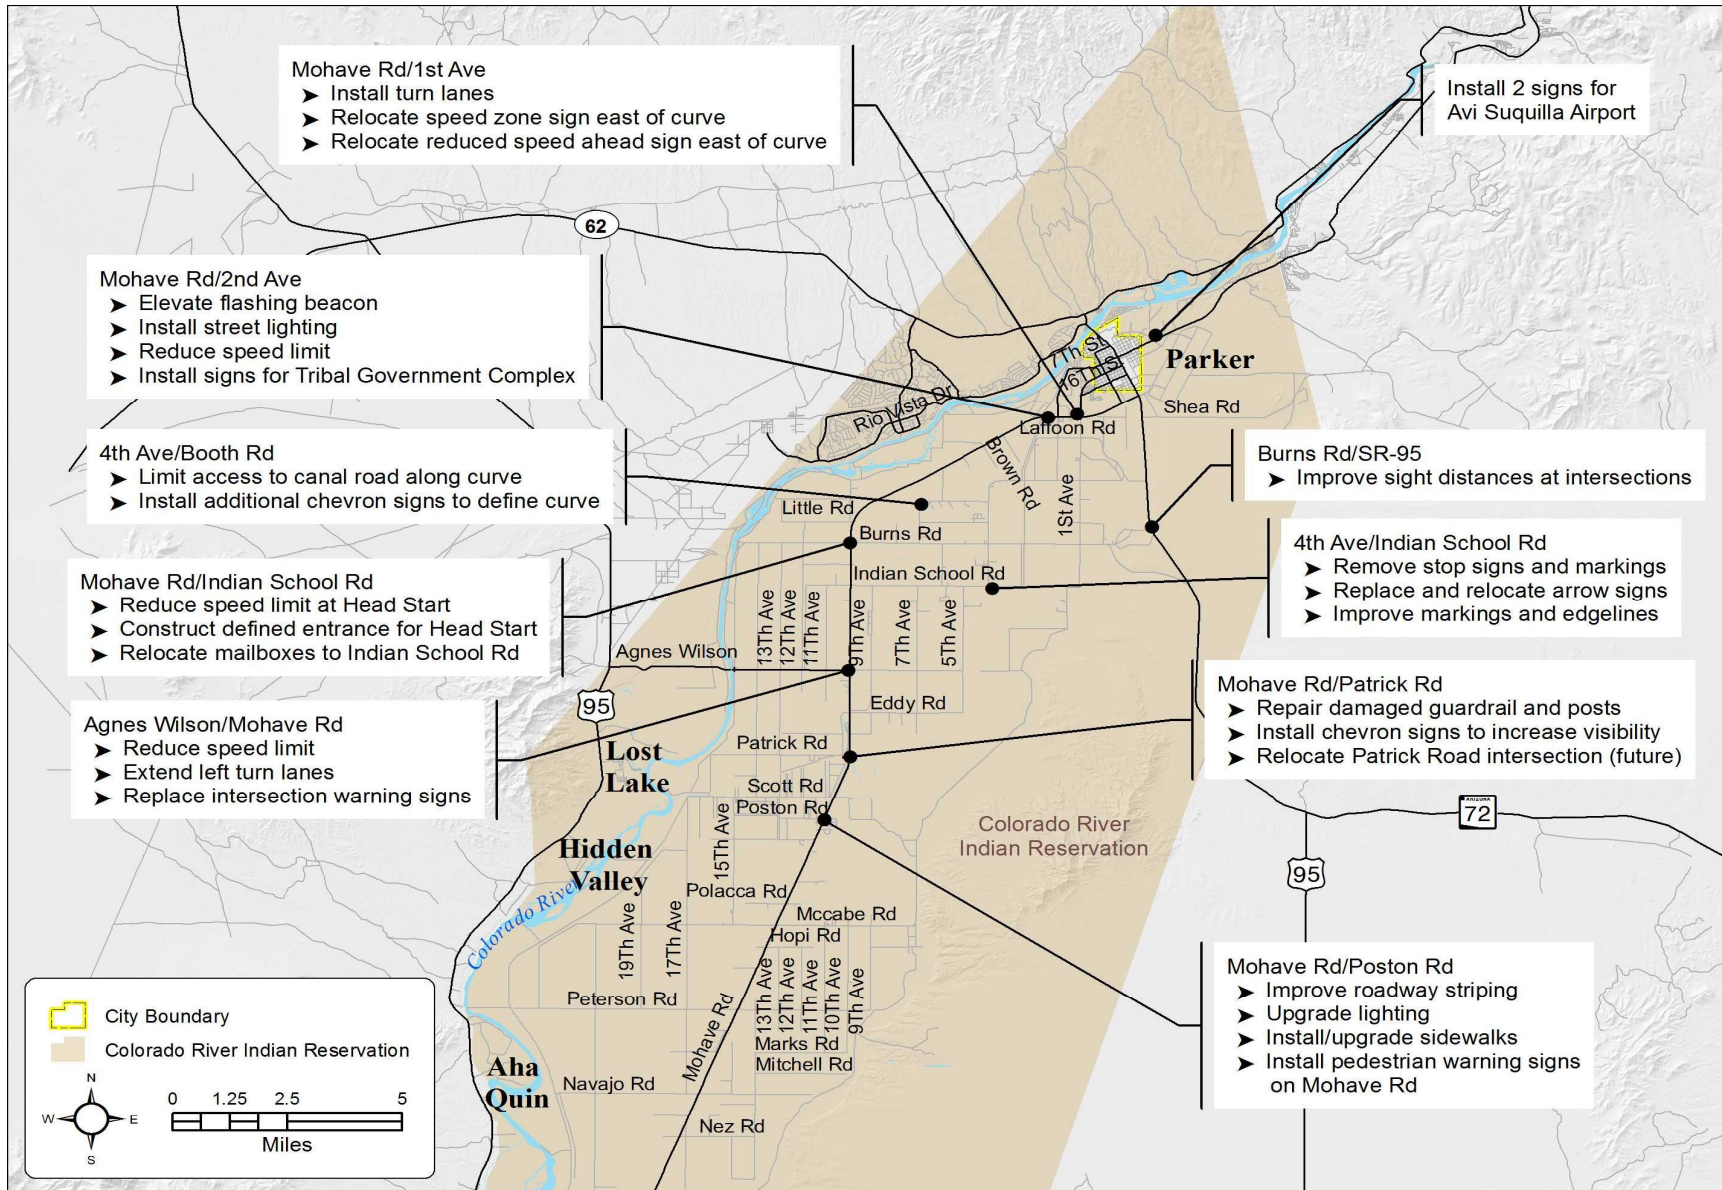 Mohave Rd/1st Ave
➤ Install turn lanes
➤ Relocate speed zone sign east of curve
➤ Relocate reduced speed ahead sign east of curve
Install 2 signs for
Avi Suquilla Airport
62
Mohave Rd/2nd Ave
➤ Elevate flashing beacon
➤ Install street lighting
➤ Reduce speed limit
➤ Install signs for Tribal Government Complex
7Th St
16Th St
Parker
Rio Vista Dr
Shea Rd
Laffoon Rd
4th Ave/Booth Rd
➤ Limit access to canal road along curve
➤ Install additional chevron signs to define curve
Brown Rd
1St Ave
Burns Rd/SR-95
➤ Improve sight distances at intersections
Little Rd
Burns Rd
4th Ave/Indian School Rd
➤ Remove stop signs and markings
➤ Replace and relocate arrow signs
➤ Improve markings and edgelines
Mohave Rd/Indian School Rd
➤ Reduce speed limit at Head Start
➤ Construct defined entrance for Head Start
➤ Relocate mailboxes to Indian School Rd
Indian School Rd
13Th Ave
12Th Ave
11Th Ave
9Th Ave
7Th Ave
5Th Ave
Agnes Wilson
95
Eddy Rd
Mohave Rd/Patrick Rd
➤ Repair damaged guardrail and posts
➤ Install chevron signs to increase visibility
➤ Relocate Patrick Road intersection (future)
Agnes Wilson/Mohave Rd
➤ Reduce speed limit
➤ Extend left turn lanes
➤ Replace intersection warning signs
Lost
Lake
Patrick Rd
Scott Rd
Poston Rd
15Th Ave
Colorado River
Indian Reservation
ARIZONA
72
95
Hidden
Valley
Colorado River
Polacca Rd
Mccabe Rd
Hopi Rd
19Th Ave
17Th Ave
13Th Ave
12Th Ave
11Th Ave
10Th Ave
9Th Ave
Peterson Rd
Mohave Rd
Marks Rd
Mitchell Rd
Mohave Rd/Poston Rd
➤ Improve roadway striping
➤ Upgrade lighting
➤ Install/upgrade sidewalks
➤ Install pedestrian warning signs
on Mohave Rd
Aha
Quin
Navajo Rd
Nez Rd
City Boundary
Colorado River Indian Reservation
N
W
E
S
0 1.25 2.5 5
Miles